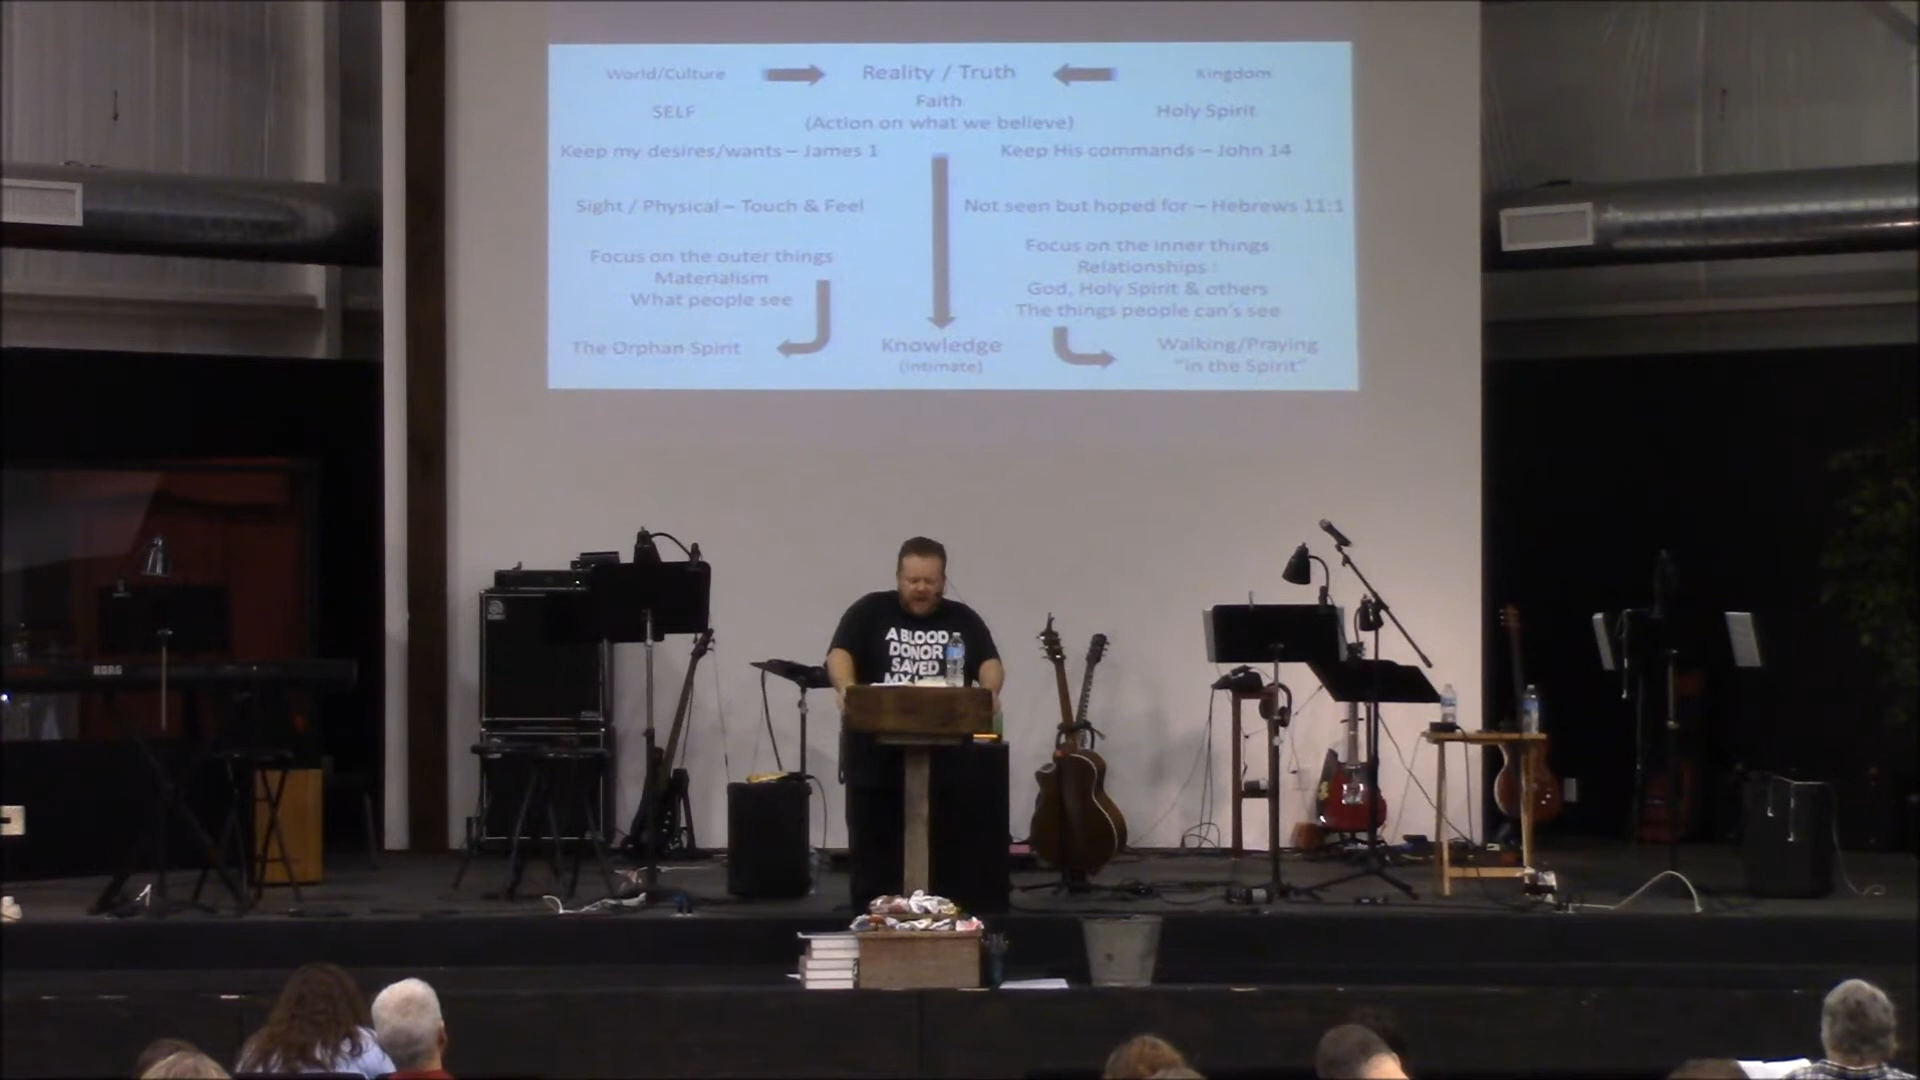 World/Culture
Reality / Truth
Kingdom
SELF
Faith
(Action on what we believe)
Holy Spirit
Keep my desires/wants – James 1
Keep His commands – John 14
Sight / Physical – Touch & Feel
Not seen but hoped for – Hebrews 11:1
Focus on the outer things
Materialism
What people see
Focus on the inner things
Relationships :
God, Holy Spirit & others
The things people can's see
The Orphan Spirit
Knowledge
(intimate)
Walking/Praying
"in the Spirit"
A BLOOD
DONOR
SAVED
MY
KORG